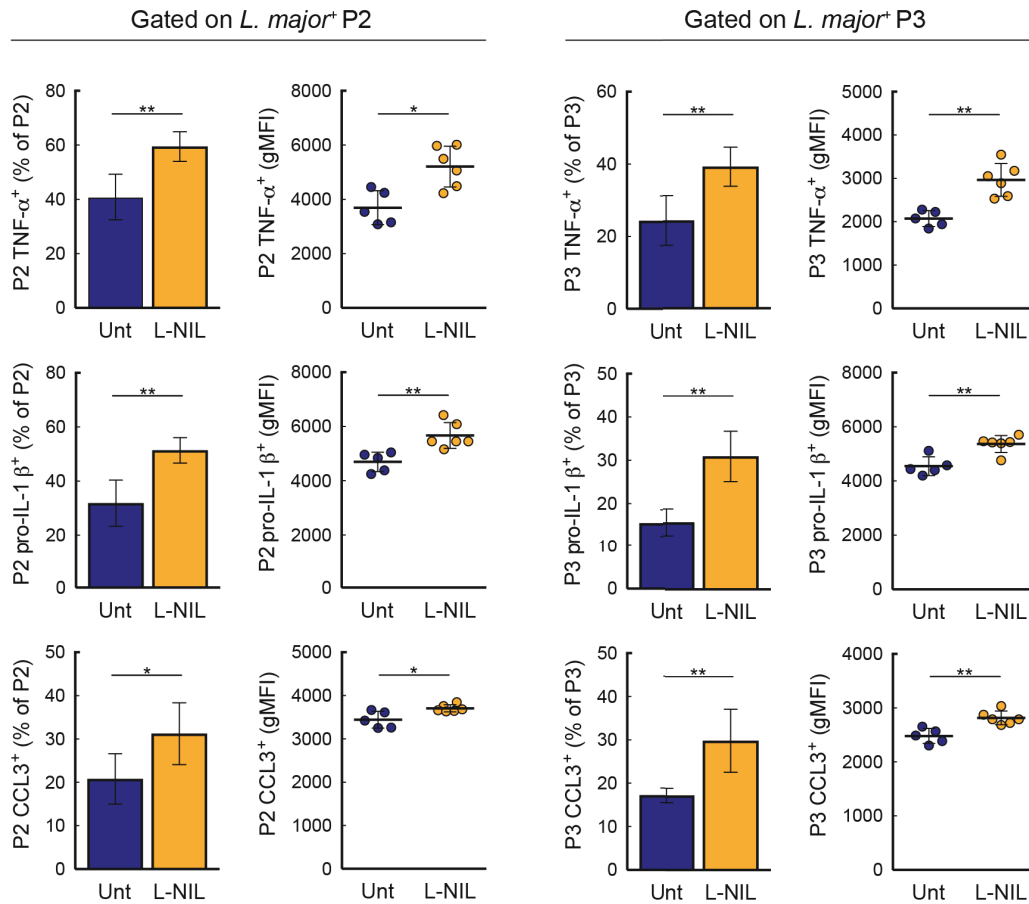 Gated on L. major⁺ P2
Gated on L. major⁺ P3
P2 TNF-α⁺ (% of P2)
80
60
40
20
0
**
Unt L-NIL
P2 TNF-α⁺ (gMFI)
8000
6000
4000
2000
0
*
Unt L-NIL
P3 TNF-α⁺ (% of P3)
60
40
20
0
**
Unt L-NIL
P3 TNF-α⁺ (gMFI)
5000
4000
3000
2000
1000
0
**
Unt L-NIL
P2 pro-IL-1 β⁺ (% of P2)
80
60
40
20
0
**
Unt L-NIL
P2 pro-IL-1 β⁺ (gMFI)
8000
6000
4000
2000
0
**
Unt L-NIL
P3 pro-IL-1 β⁺ (% of P3)
50
40
30
20
10
0
**
Unt L-NIL
P3 pro-IL-1 β⁺ (gMFI)
8000
6000
4000
2000
0
**
Unt L-NIL
P2 CCL3⁺ (% of P2)
50
40
30
20
10
0
*
Unt L-NIL
P2 CCL3⁺ (gMFI)
5000
4000
3000
2000
1000
0
*
Unt L-NIL
P3 CCL3⁺ (% of P3)
50
40
30
20
10
0
**
Unt L-NIL
P3 CCL3⁺ (gMFI)
4000
3000
2000
1000
0
**
Unt L-NIL